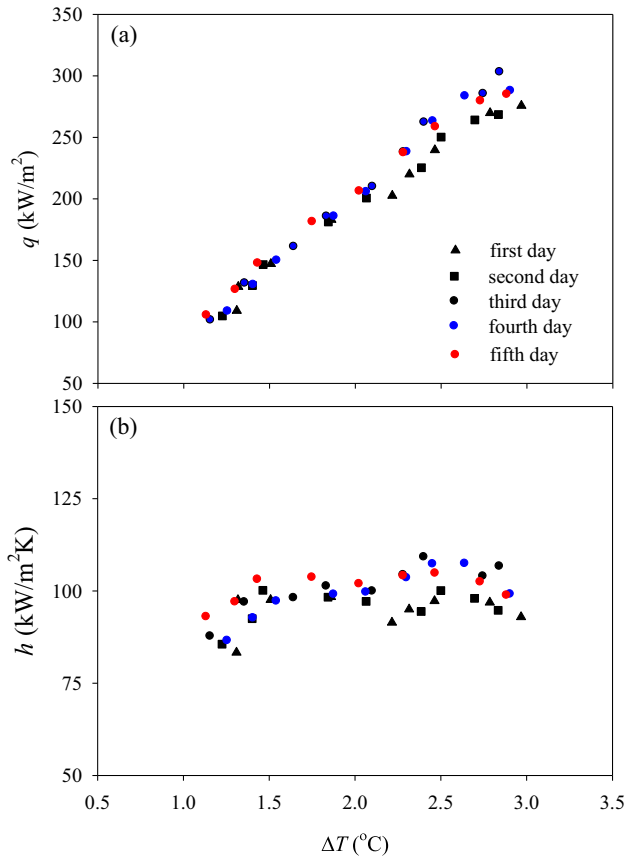 (a)
350
300
250
200
150
100
50
q (kW/m²)
first day
second day
third day
fourth day
fifth day
(b)
150
125
100
75
50
h (kW/m²K)
0.5 1.0 1.5 2.0 2.5 3.0 3.5
ΔT (°C)